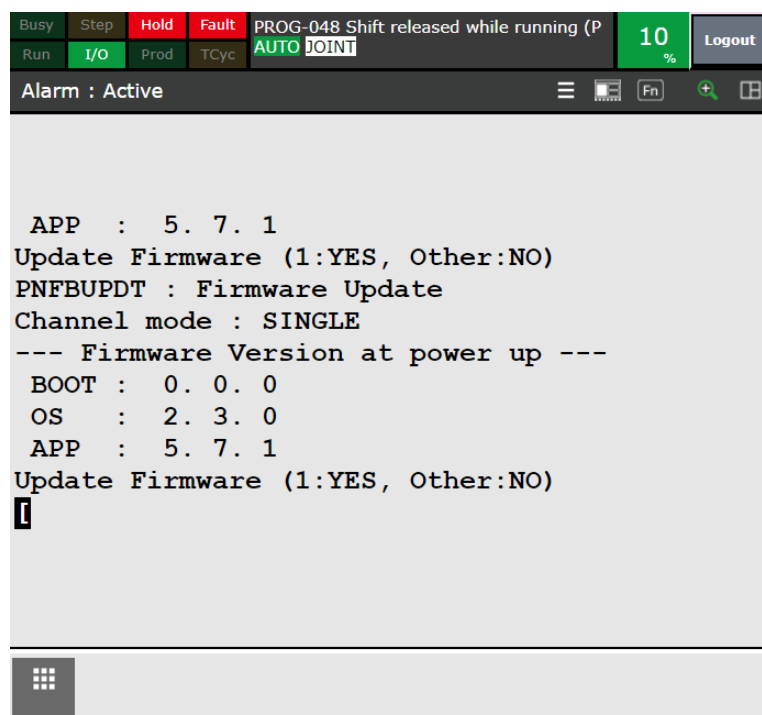 Busy Step Hold Fault PROG-048 Shift released while running (P
Run I/O Prod TCyc AUTO JOINT
10 %
Logout
Alarm : Active
Fn
APP : 5. 7. 1
Update Firmware (1:YES, Other:NO)
PNFBUPDT : Firmware Update
Channel mode : SINGLE
--- Firmware Version at power up ---
BOOT : 0. 0. 0
OS : 2. 3. 0
APP : 5. 7. 1
Update Firmware (1:YES, Other:NO)
[